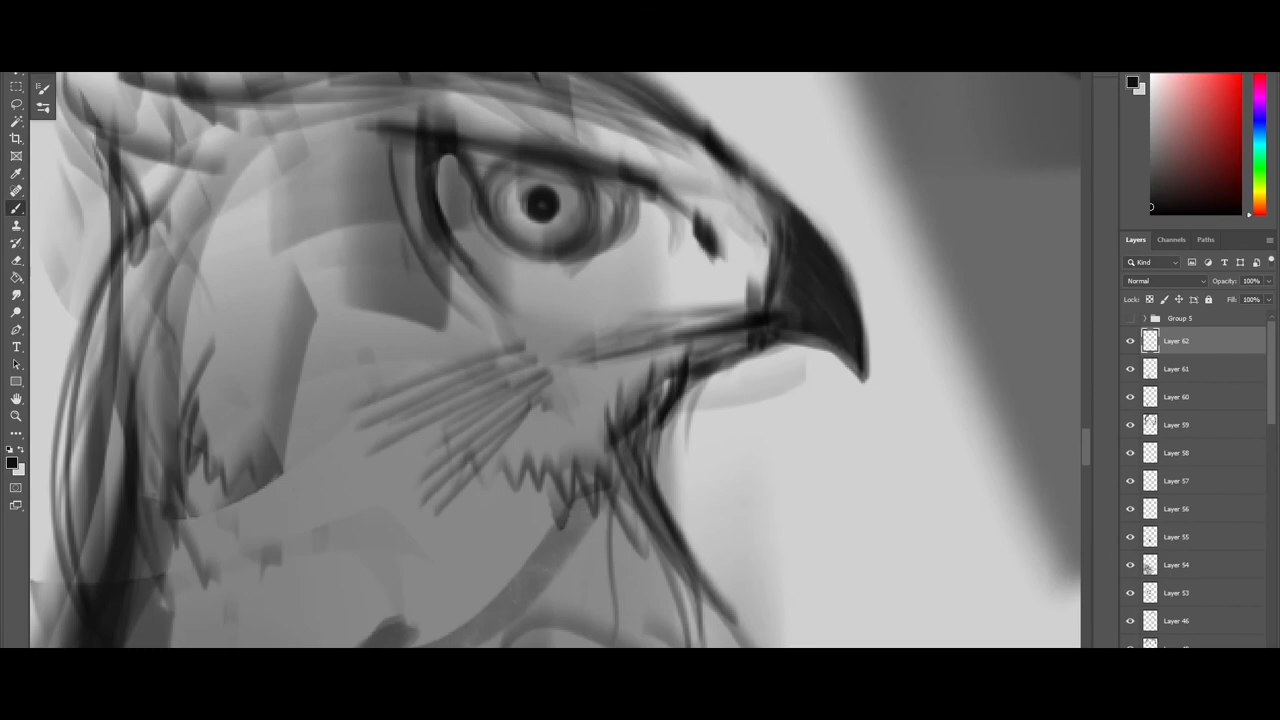 Layers Channels Paths
Kind
Normal Opacity: 100%
Lock: Fill: 100%
Group 5
Layer 62
Layer 61
Layer 60
Layer 59
Layer 58
Layer 57
Layer 56
Layer 55
Layer 54
Layer 53
Layer 46